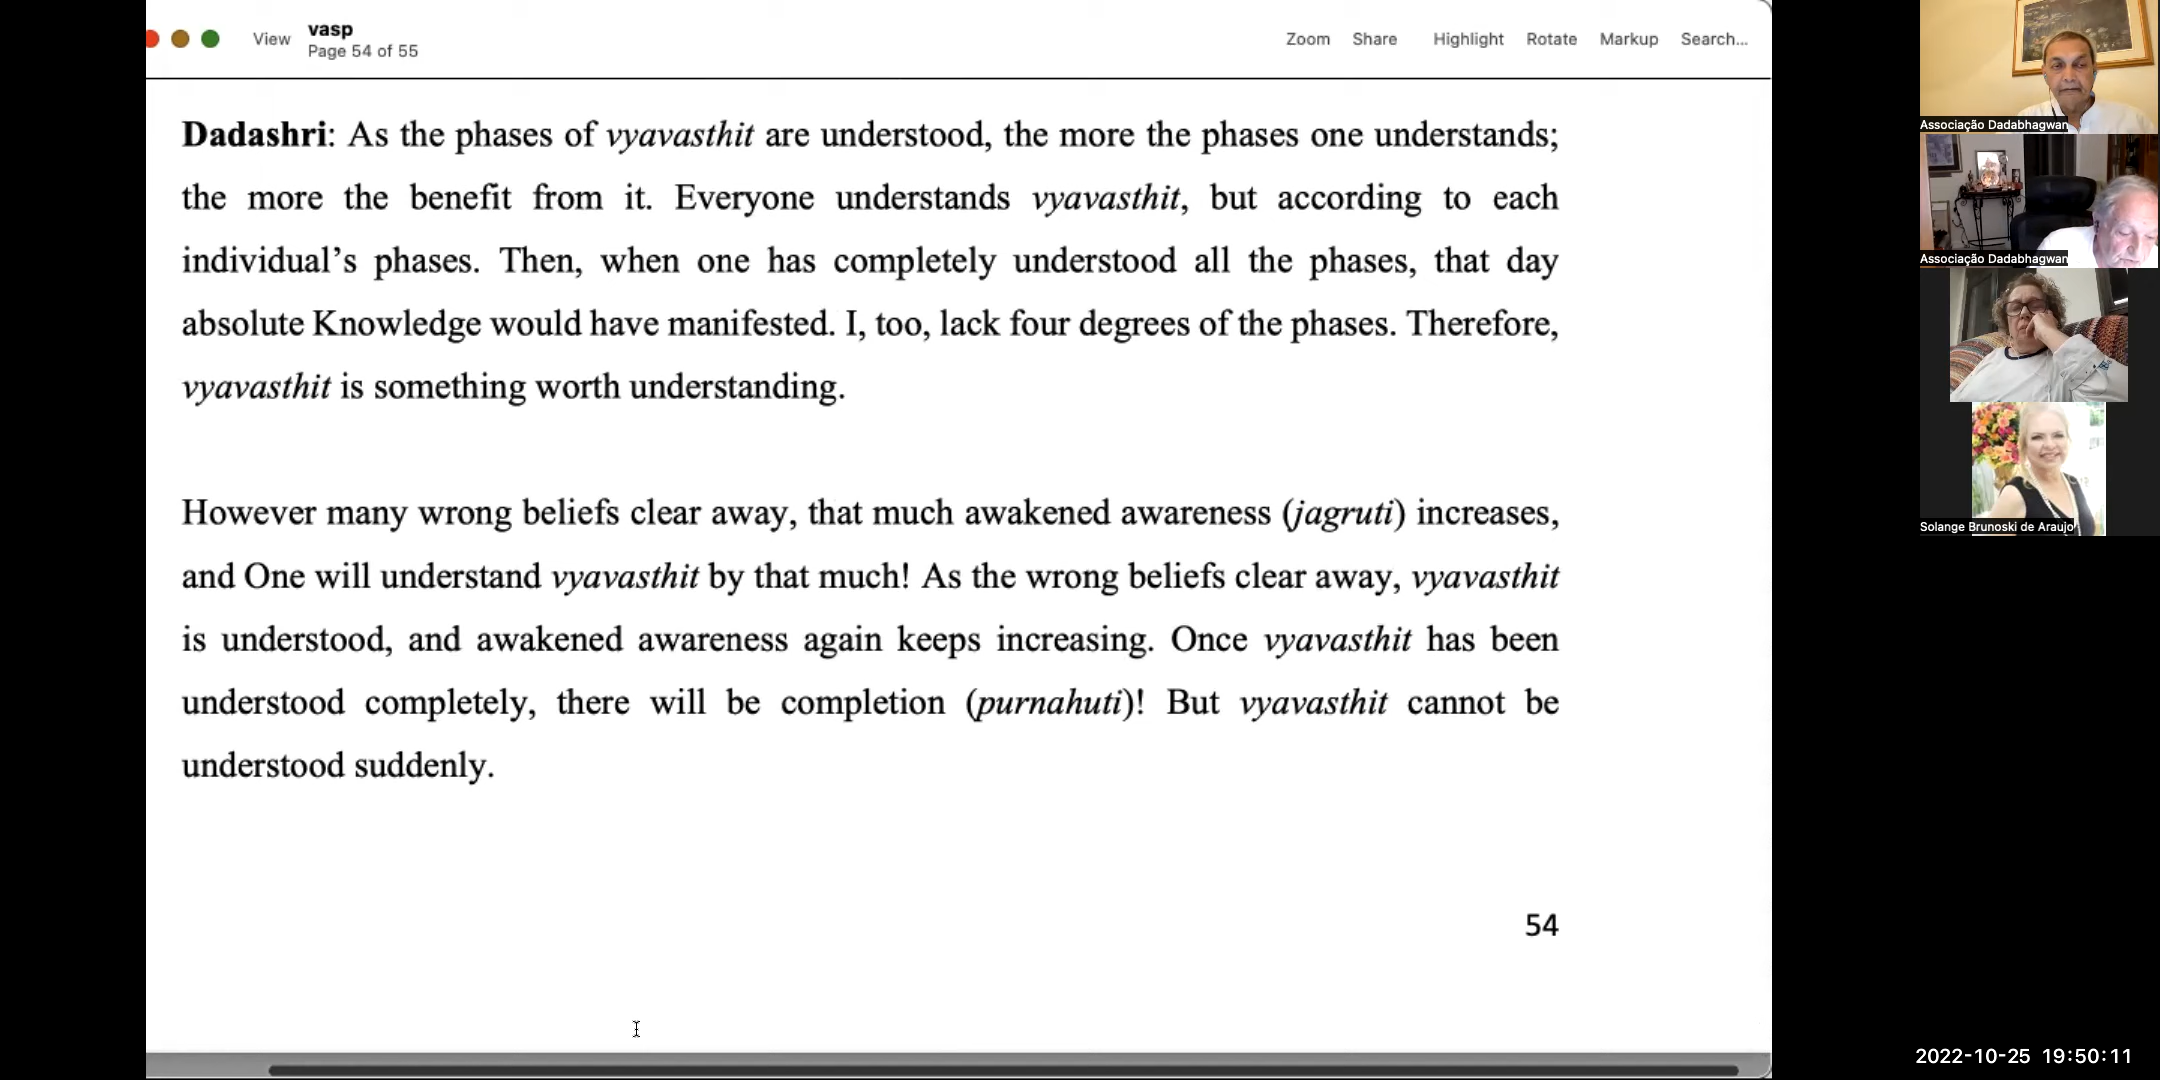 View
vasp
Page 54 of 55
Zoom Share Highlight Rotate Markup Search...
Dadashri: As the phases of vyavasthit are understood, the more the phases one understands;
the more the benefit from it. Everyone understands vyavasthit, but according to each
individual’s phases. Then, when one has completely understood all the phases, that day
absolute Knowledge would have manifested. I, too, lack four degrees of the phases. Therefore,
vyavasthit is something worth understanding.
However many wrong beliefs clear away, that much awakened awareness (jagruti) increases,
and One will understand vyavasthit by that much! As the wrong beliefs clear away, vyavasthit
is understood, and awakened awareness again keeps increasing. Once vyavasthit has been
understood completely, there will be completion (purnahuti)! But vyavasthit cannot be
understood suddenly.
54
Associação Dadabhagwan
Associação Dadabhagwan
Solange Brunoski de Araujo
2022-10-25 19:50:11